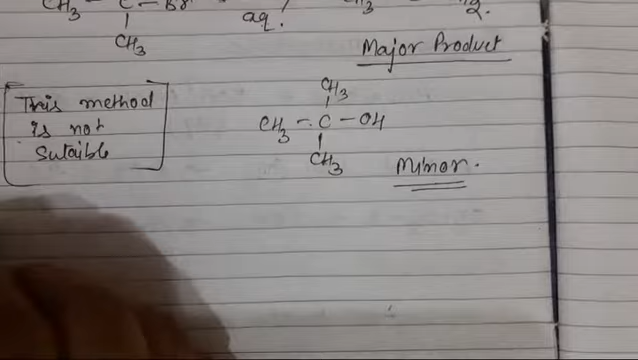 CH3 - C - Br
aq.
CH3
2.
CH3
Major Product
This method
is not
Sutaible
CH3
CH3 - C - OH
CH3
Minor.